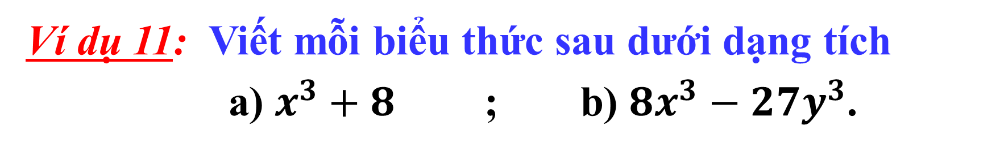 Ví dụ 11: Viết mỗi biểu thức sau dưới dạng tích
a) x³ + 8 ; b) 8x³ − 27y³.